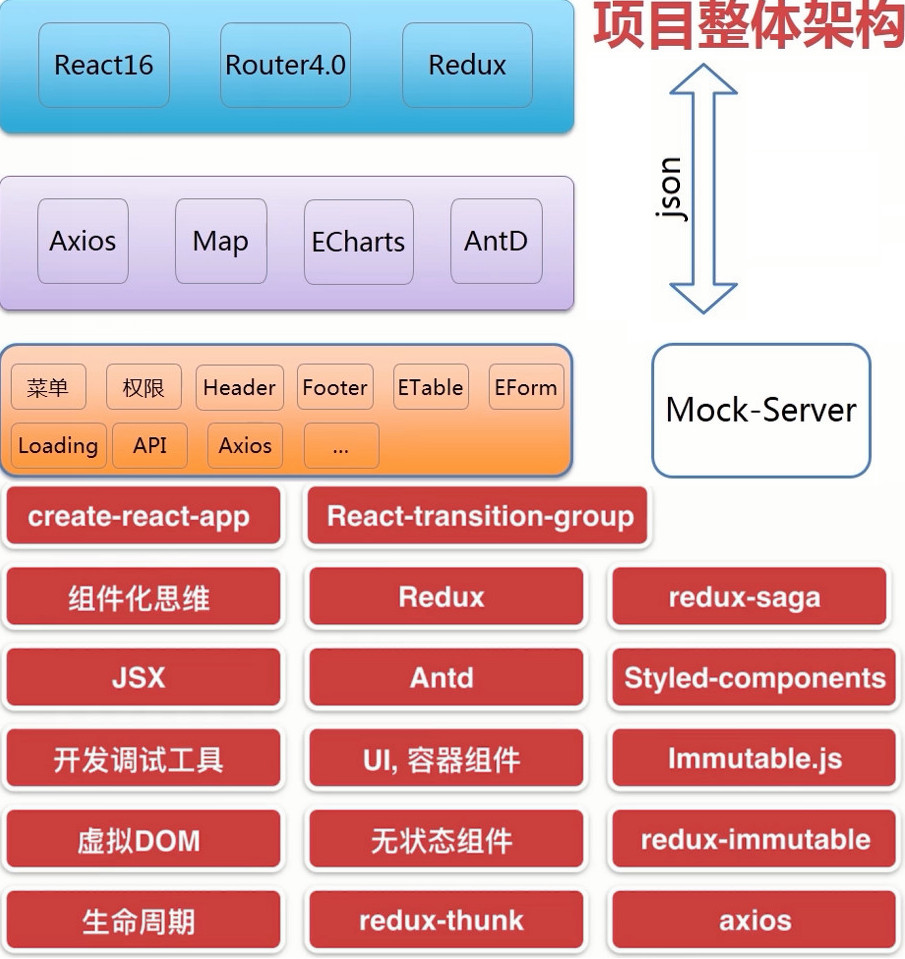 项目整体架构
React16
Router4.0
Redux
json
Axios
Map
ECharts
AntD
菜单
权限
Header
Footer
ETable
EForm
Loading
API
Axios
...
Mock-Server
create-react-app
React-transition-group
组件化思维
Redux
redux-saga
JSX
Antd
Styled-components
开发调试工具
UI, 容器组件
Immutable.js
虚拟DOM
无状态组件
redux-immutable
生命周期
redux-thunk
axios